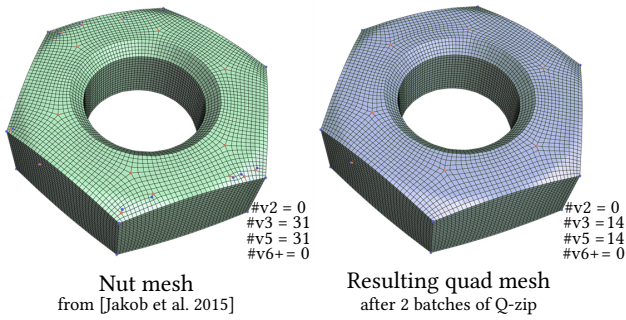 #v2 = 0
#v3 = 31
#v5 = 31
#v6+= 0
Nut mesh
from [Jakob et al. 2015]
#v2 = 0
#v3 = 14
#v5 = 14
#v6+= 0
Resulting quad mesh
after 2 batches of Q-zip